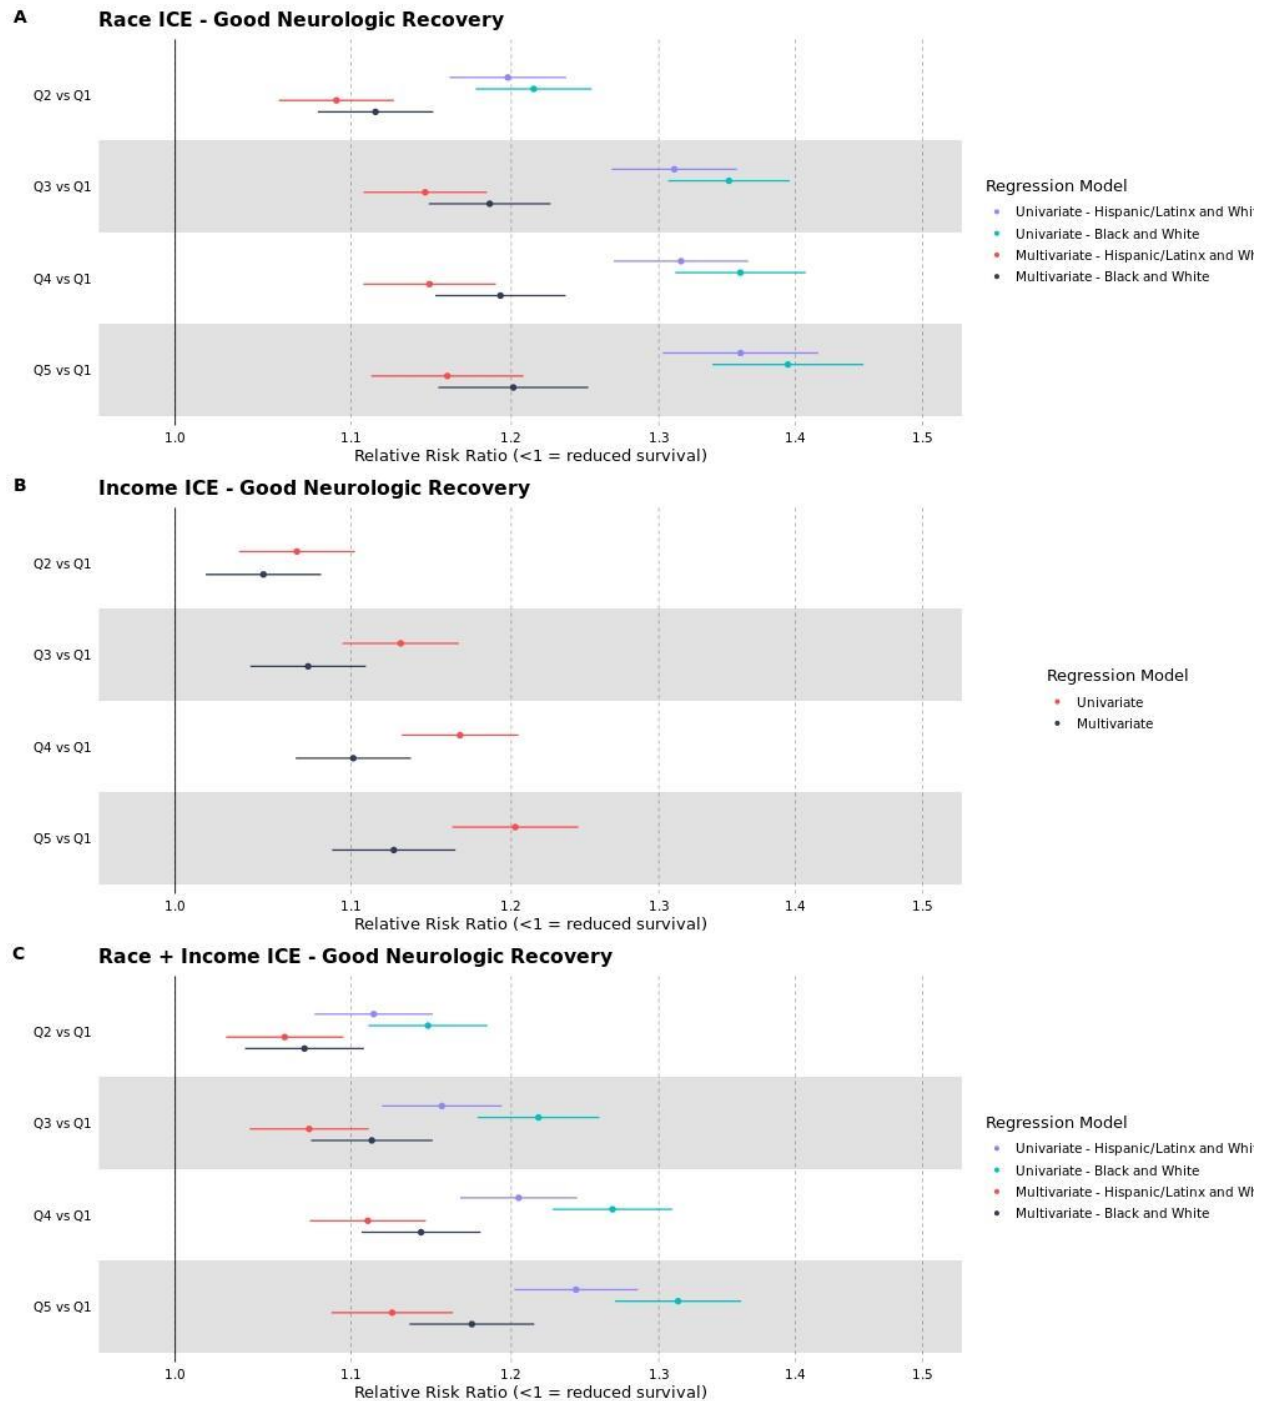 A
Race ICE - Good Neurologic Recovery
Q2 vs Q1
Q3 vs Q1
Q4 vs Q1
Q5 vs Q1
1.0 1.1 1.2 1.3 1.4 1.5
Relative Risk Ratio (<1 = reduced survival)
Regression Model
Univariate - Hispanic/Latinx and Whi
Univariate - Black and White
Multivariate - Hispanic/Latinx and Wh
Multivariate - Black and White
B
Income ICE - Good Neurologic Recovery
Q2 vs Q1
Q3 vs Q1
Q4 vs Q1
Q5 vs Q1
1.0 1.1 1.2 1.3 1.4 1.5
Relative Risk Ratio (<1 = reduced survival)
Regression Model
Univariate
Multivariate
C
Race + Income ICE - Good Neurologic Recovery
Q2 vs Q1
Q3 vs Q1
Q4 vs Q1
Q5 vs Q1
1.0 1.1 1.2 1.3 1.4 1.5
Relative Risk Ratio (<1 = reduced survival)
Regression Model
Univariate - Hispanic/Latinx and Whi
Univariate - Black and White
Multivariate - Hispanic/Latinx and Wh
Multivariate - Black and White